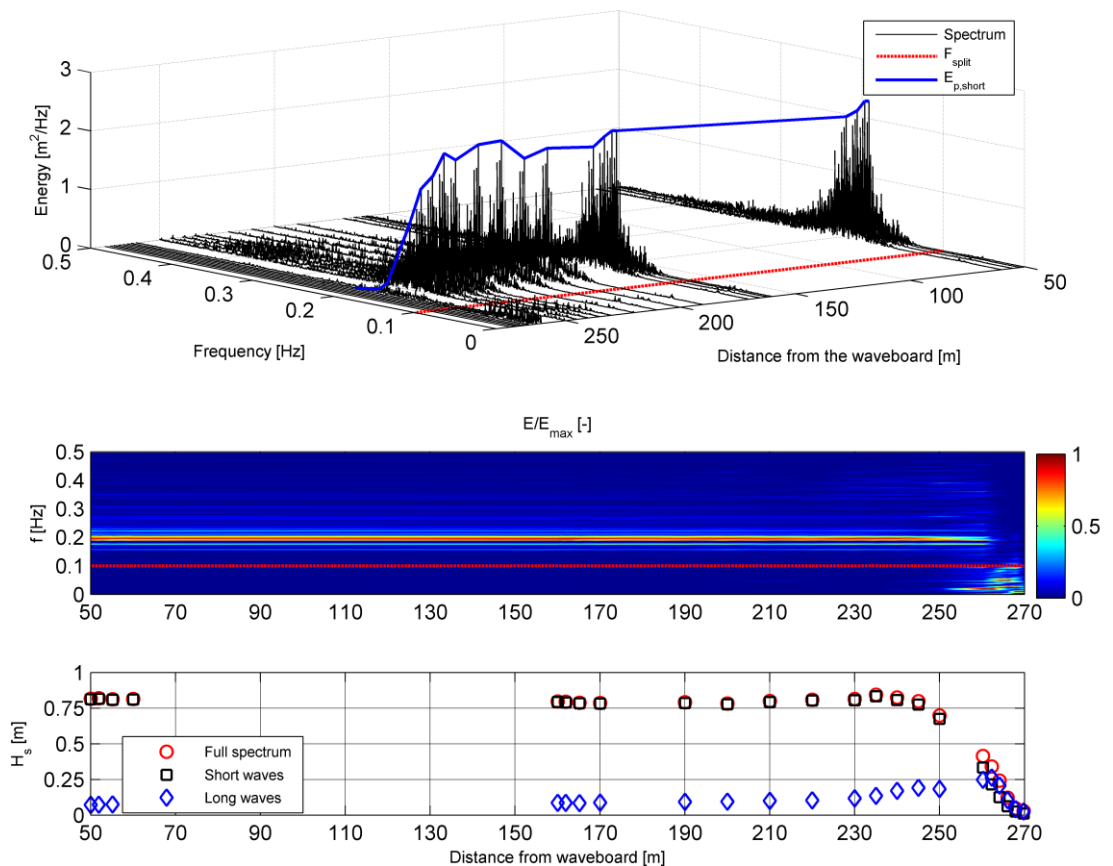 Spectrum
F_split
E_p,short
3
2
1
0
Energy [m²/Hz]
0.5
0.4
0.3
0.2
0.1
0
Frequency [Hz]
250
200
150
100
50
Distance from the waveboard [m]
E/E_max [-]
0.5
0.4
0.3
0.2
0.1
0
f [Hz]
50 70 90 110 130 150 170 190 210 230 250 270
1
0.5
0
1
0.75
0.5
0.25
0
H_s [m]
Full spectrum
Short waves
Long waves
50 70 90 110 130 150 170 190 210 230 250 270
Distance from waveboard [m]